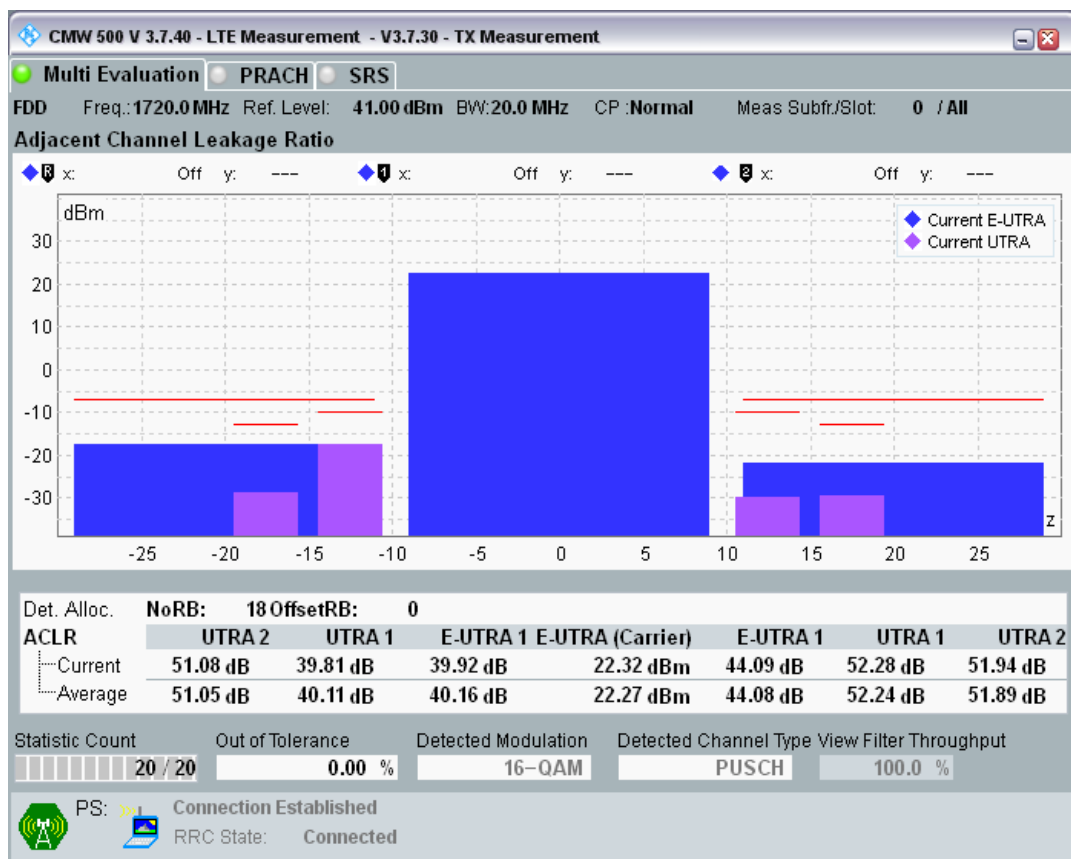 CMW 500 V 3.7.40 - LTE Measurement - V3.7.30 - TX Measurement
Multi Evaluation PRACH SRS
FDD Freq.: 1720.0 MHz Ref. Level: 41.00 dBm BW: 20.0 MHz CP : Normal Meas Subfr./Slot: 0 / All
Adjacent Channel Leakage Ratio
R x: Off y: --- 1 x: Off y: --- 2 x: Off y: ---
dBm
Current E-UTRA
Current UTRA
30
20
10
0
-10
-20
-30
z
-25 -20 -15 -10 -5 0 5 10 15 20 25
Det. Alloc. NoRB: 18 OffsetRB: 0
ACLR UTRA 2 UTRA 1 E-UTRA 1 E-UTRA (Carrier) E-UTRA 1 UTRA 1 UTRA 2
Current 51.08 dB 39.81 dB 39.92 dB 22.32 dBm 44.09 dB 52.28 dB 51.94 dB
Average 51.05 dB 40.11 dB 40.16 dB 22.27 dBm 44.08 dB 52.24 dB 51.89 dB
Statistic Count Out of Tolerance Detected Modulation Detected Channel Type View Filter Throughput
20 / 20 0.00 % 16-QAM PUSCH 100.0 %
PS: Connection Established
RRC State: Connected